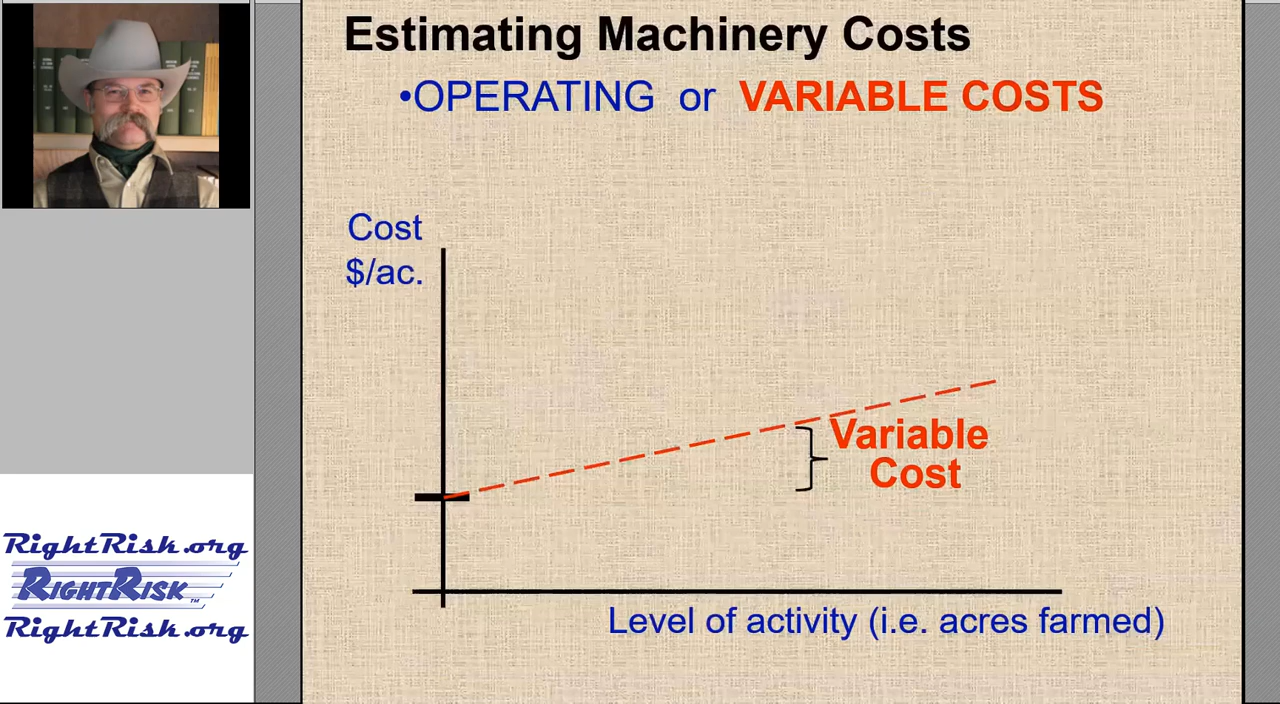 Estimating Machinery Costs
•OPERATING or VARIABLE COSTS
Cost
$/ac.
Variable
Cost
Level of activity (i.e. acres farmed)
RightRisk.org
RIGHTRISK™
RightRisk.org